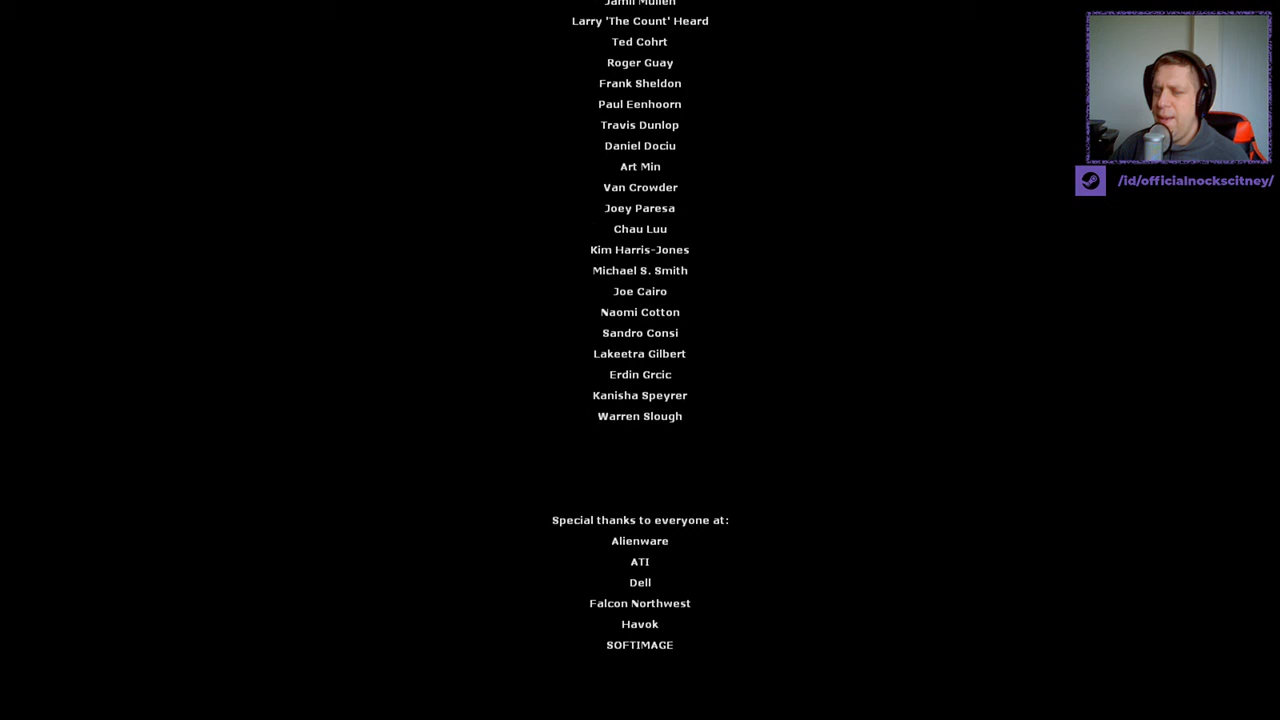 Jamil Mullen
Larry 'The Count' Heard
Ted Cohrt
Roger Guay
Frank Sheldon
Paul Eenhoorn
Travis Dunlop
Daniel Dociu
Art Min
Van Crowder
Joey Paresa
Chau Luu
Kim Harris-Jones
Michael S. Smith
Joe Cairo
Naomi Cotton
Sandro Consi
Lakeetra Gilbert
Erdin Grcic
Kanisha Speyrer
Warren Slough
Special thanks to everyone at:
Alienware
ATI
Dell
Falcon Northwest
Havok
SOFTIMAGE
/id/officialnockscitney/